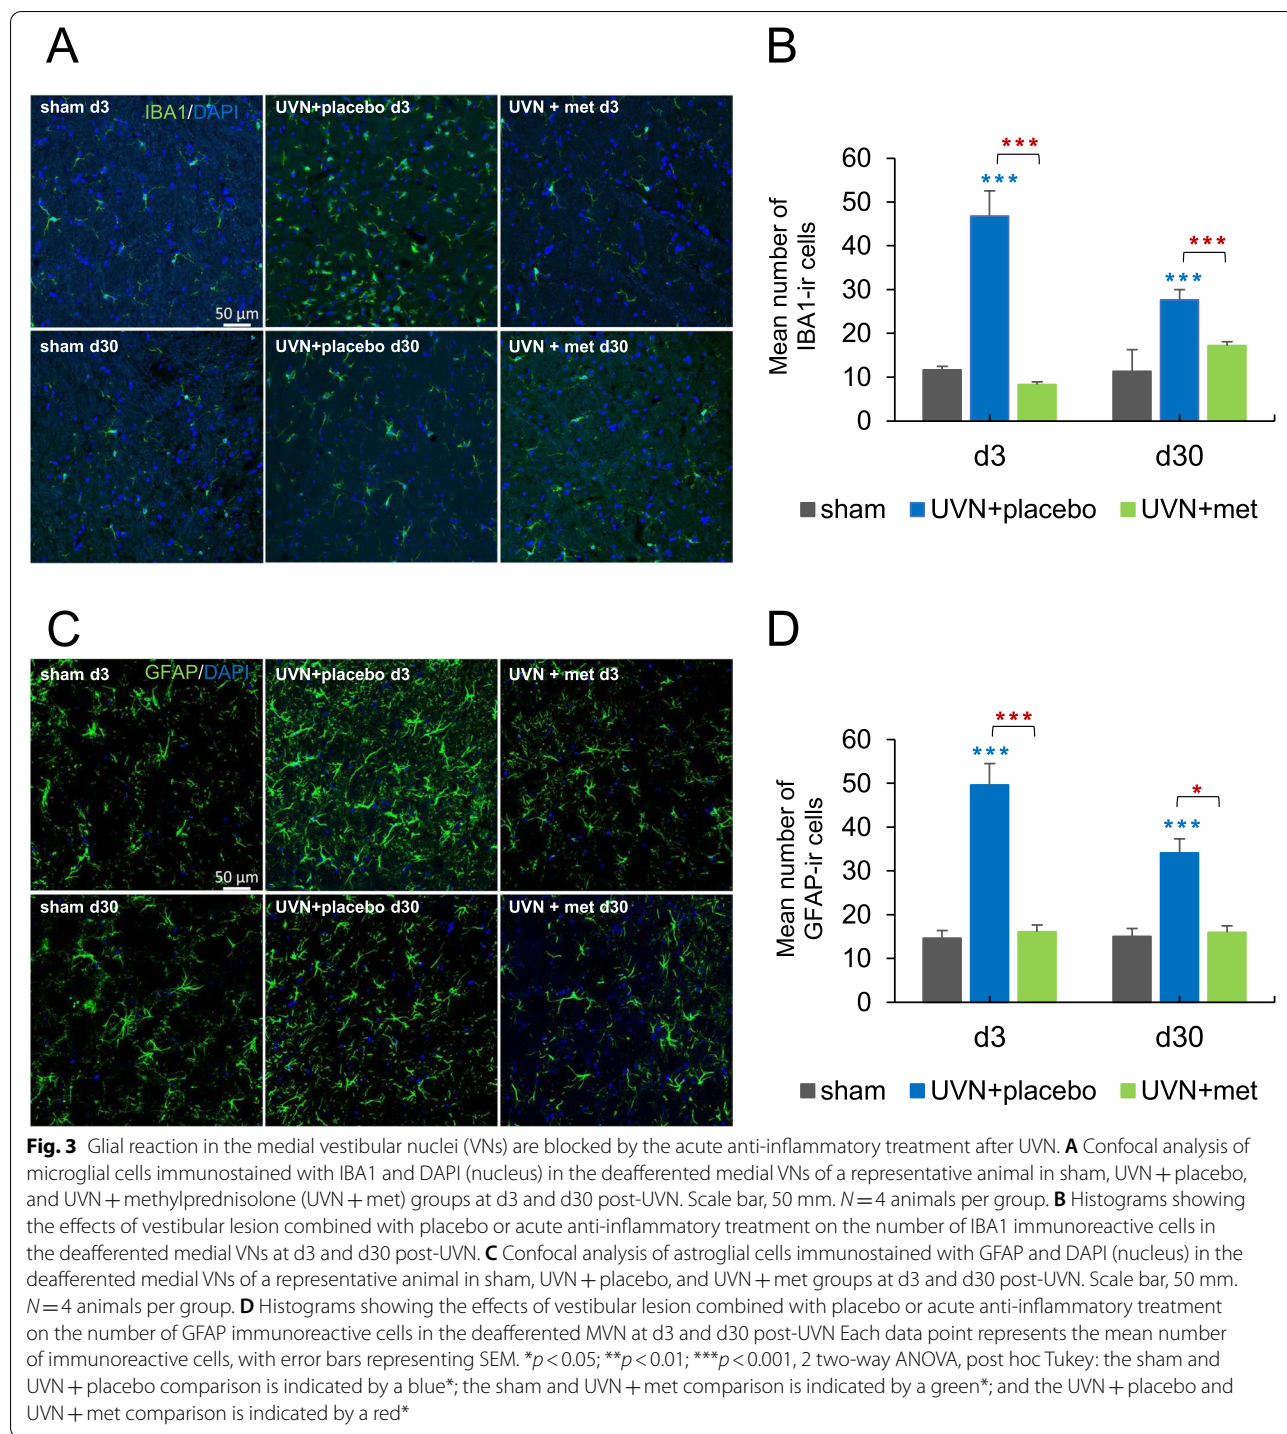 A
sham d3
IBA1/DAPI
UVN+placebo d3
UVN + met d3
50 µm
sham d30
UVN+placebo d30
UVN + met d30
B
Mean number of
IBA1-ir cells
60
50
40
30
20
10
0
***
***
***
***
d3
d30
sham
UVN+placebo
UVN+met
C
sham d3
GFAP/DAPI
UVN+placebo d3
UVN + met d3
50 µm
sham d30
UVN+placebo d30
UVN + met d30
D
Mean number of
GFAP-ir cells
60
50
40
30
20
10
0
***
***
*
***
d3
d30
sham
UVN+placebo
UVN+met
Fig. 3 Glial reaction in the medial vestibular nuclei (VNs) are blocked by the acute anti-inflammatory treatment after UVN. A Confocal analysis of
microglial cells immunostained with IBA1 and DAPI (nucleus) in the deafferented medial VNs of a representative animal in sham, UVN + placebo,
and UVN + methylprednisolone (UVN + met) groups at d3 and d30 post-UVN. Scale bar, 50 mm. N = 4 animals per group. B Histograms showing
the effects of vestibular lesion combined with placebo or acute anti-inflammatory treatment on the number of IBA1 immunoreactive cells in
the deafferented medial VNs at d3 and d30 post-UVN. C Confocal analysis of astroglial cells immunostained with GFAP and DAPI (nucleus) in the
deafferented medial VNs of a representative animal in sham, UVN + placebo, and UVN + met groups at d3 and d30 post-UVN. Scale bar, 50 mm.
N = 4 animals per group. D Histograms showing the effects of vestibular lesion combined with placebo or acute anti-inflammatory treatment
on the number of GFAP immunoreactive cells in the deafferented MVN at d3 and d30 post-UVN Each data point represents the mean number
of immunoreactive cells, with error bars representing SEM. *p < 0.05; **p < 0.01; ***p < 0.001, 2 two-way ANOVA, post hoc Tukey: the sham and
UVN + placebo comparison is indicated by a blue*; the sham and UVN + met comparison is indicated by a green*; and the UVN + placebo and
UVN + met comparison is indicated by a red*